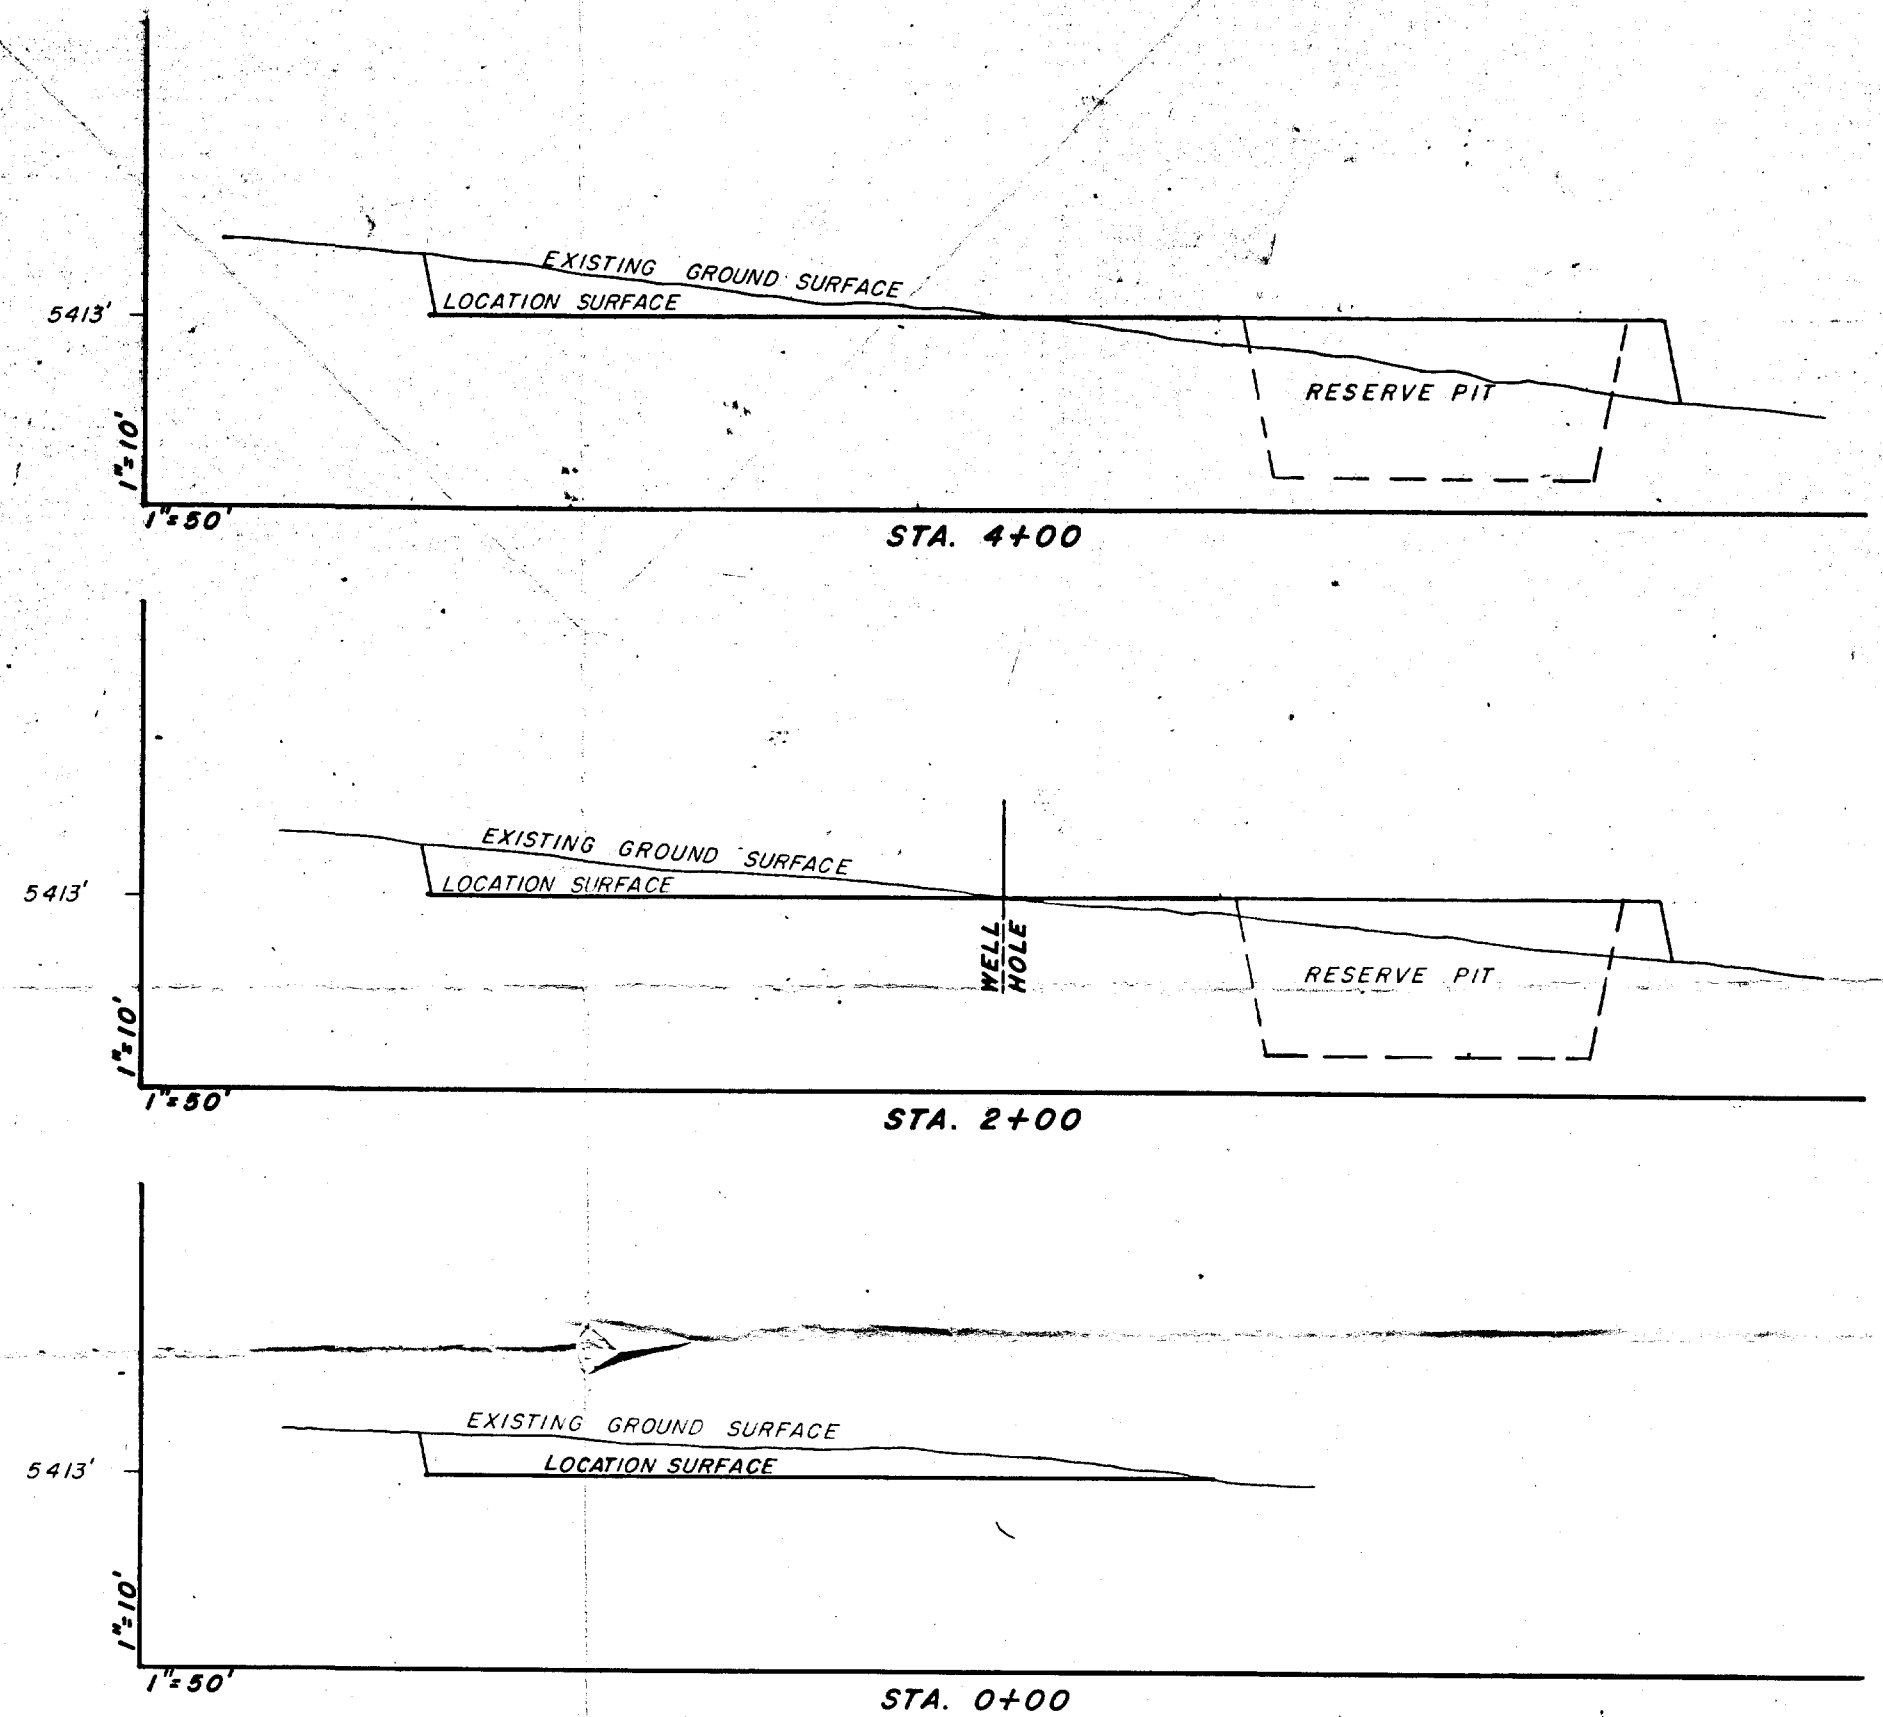 EXISTING GROUND SURFACE
LOCATION SURFACE
5413'
RESERVE PIT
1"=10'
1"=50'
STA. 4+00
EXISTING GROUND SURFACE
LOCATION SURFACE
5413'
WELL HOLE
RESERVE PIT
1"=10'
1"=50'
STA. 2+00
EXISTING GROUND SURFACE
LOCATION SURFACE
5413'
1"=10'
1"=50'
STA. 0+00